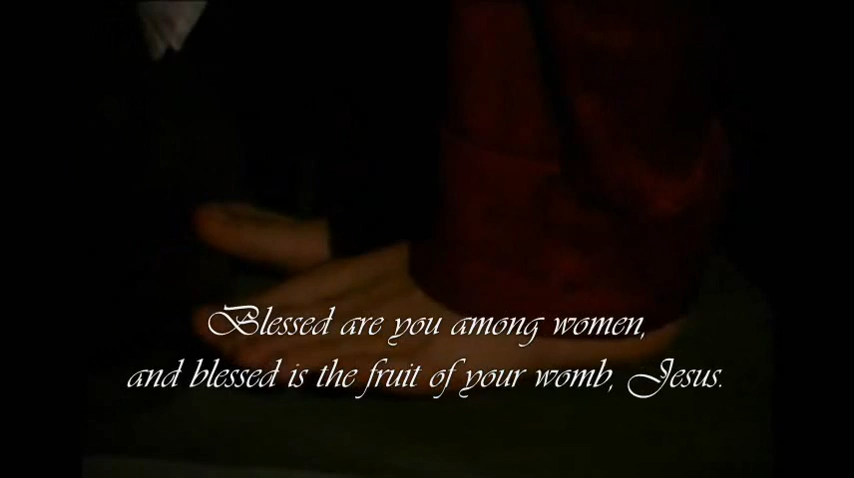 Blessed are you among women,
and blessed is the fruit of your womb, Jesus.